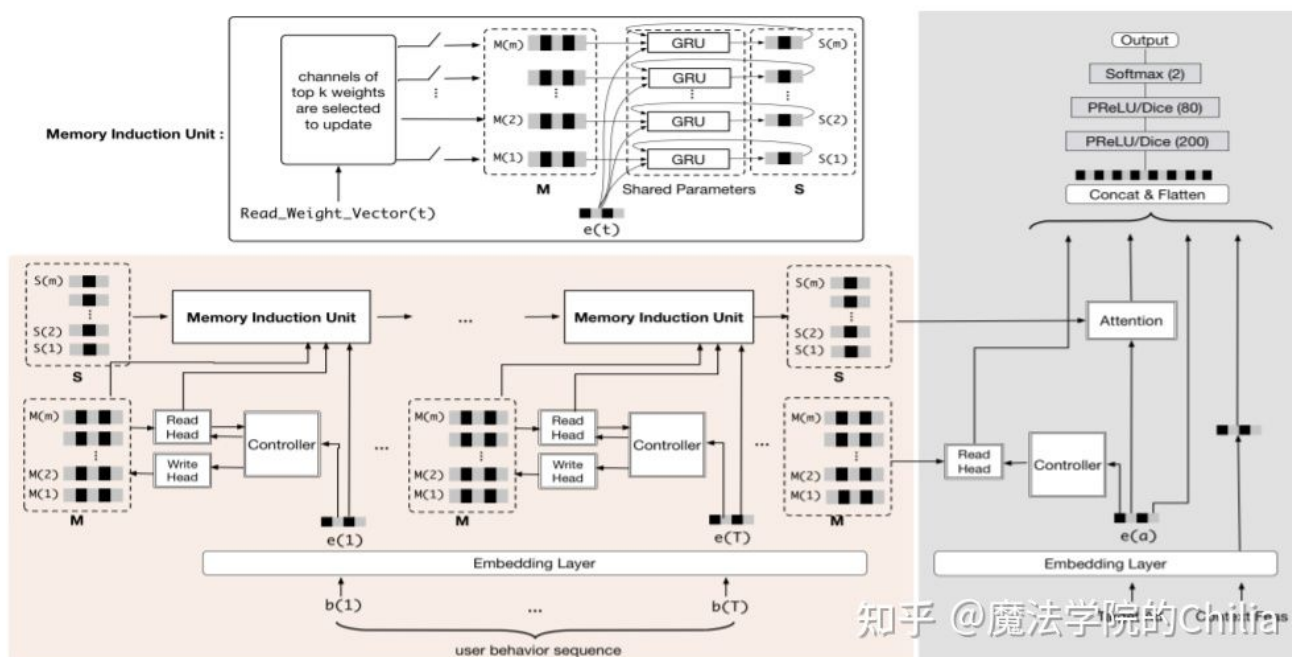 Memory Induction Unit :
channels of
top k weights
are selected
to update
Read_Weight_Vector(t)
M(m)
⋮
M(2)
M(1)
M
GRU
GRU
⋮
GRU
GRU
Shared Parameters
e(t)
S(m)
⋮
S(2)
S(1)
S
S(m)
S(2)
S(1)
S
Memory Induction Unit
...
Memory Induction Unit
S(m)
S(2)
S(1)
S
M(m)
M(2)
M(1)
M
Read
Head
Write
Head
Controller
...
M(m)
M(2)
M(1)
M
Read
Head
Write
Head
Controller
...
M(m)
M(2)
M(1)
M
e(1)
e(T)
Embedding Layer
b(1)
...
b(T)
user behavior sequence
Output
Softmax (2)
PReLU/Dice (80)
PReLU/Dice (200)
Concat & Flatten
Attention
Read
Head
Controller
e(a)
Embedding Layer
知乎 @魔法学院的Chilia